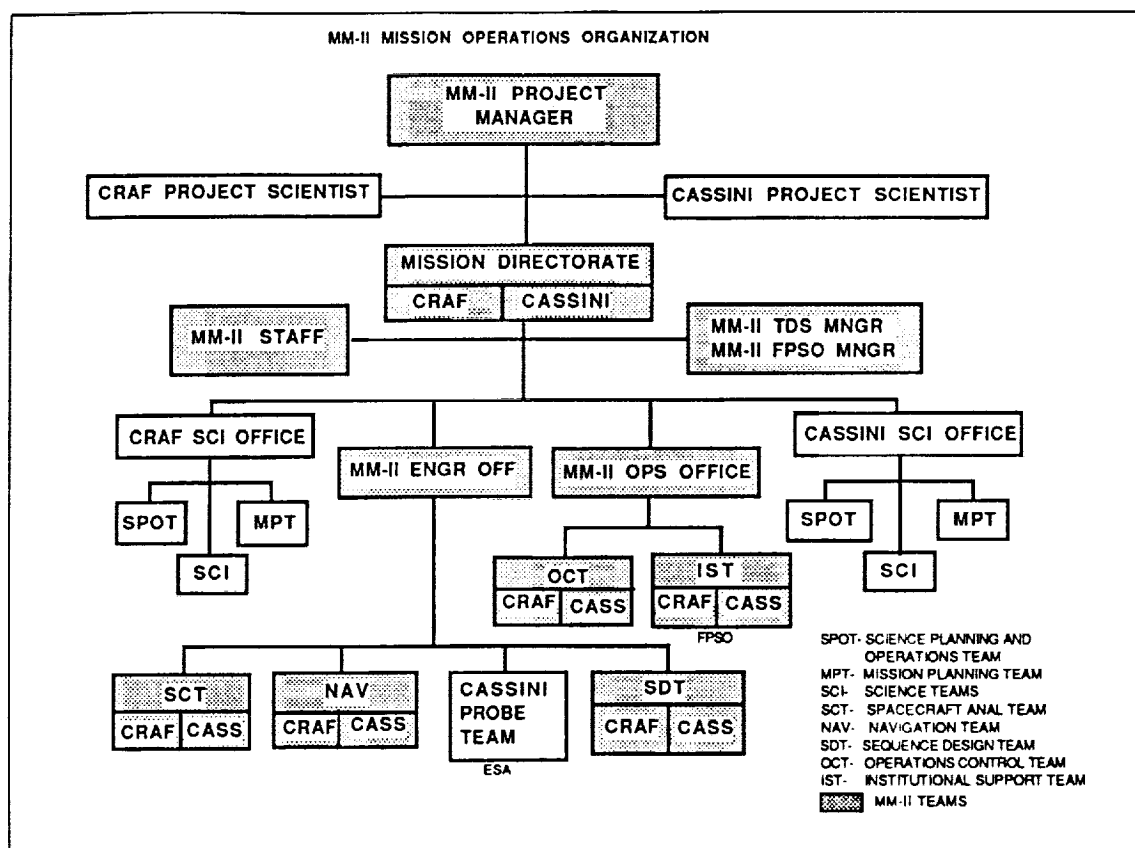 MM-II MISSION OPERATIONS ORGANIZATION
MM-II PROJECT
MANAGER
CRAF PROJECT SCIENTIST
CASSINI PROJECT SCIENTIST
MISSION DIRECTORATE
CRAF
CASSINI
MM-II STAFF
MM-II TDS MNGR
MM-II FPSO MNGR
CRAF SCI OFFICE
MM-II ENGR OFF
MM-II OPS OFFICE
CASSINI SCI OFFICE
SPOT
MPT
SCI
OCT
CRAF
CASS
IST
CRAF
CASS
FPSO
SPOT
MPT
SCI
SCT
CRAF
CASS
NAV
CRAF
CASS
CASSINI
PROBE
TEAM
ESA
SDT
CRAF
CASS
SPOT- SCIENCE PLANNING AND
OPERATIONS TEAM
MPT- MISSION PLANNING TEAM
SCI- SCIENCE TEAMS
SCT- SPACECRAFT ANAL TEAM
NAV- NAVIGATION TEAM
SDT- SEQUENCE DESIGN TEAM
OCT- OPERATIONS CONTROL TEAM
IST- INSTITUTIONAL SUPPORT TEAM
MM-II TEAMS